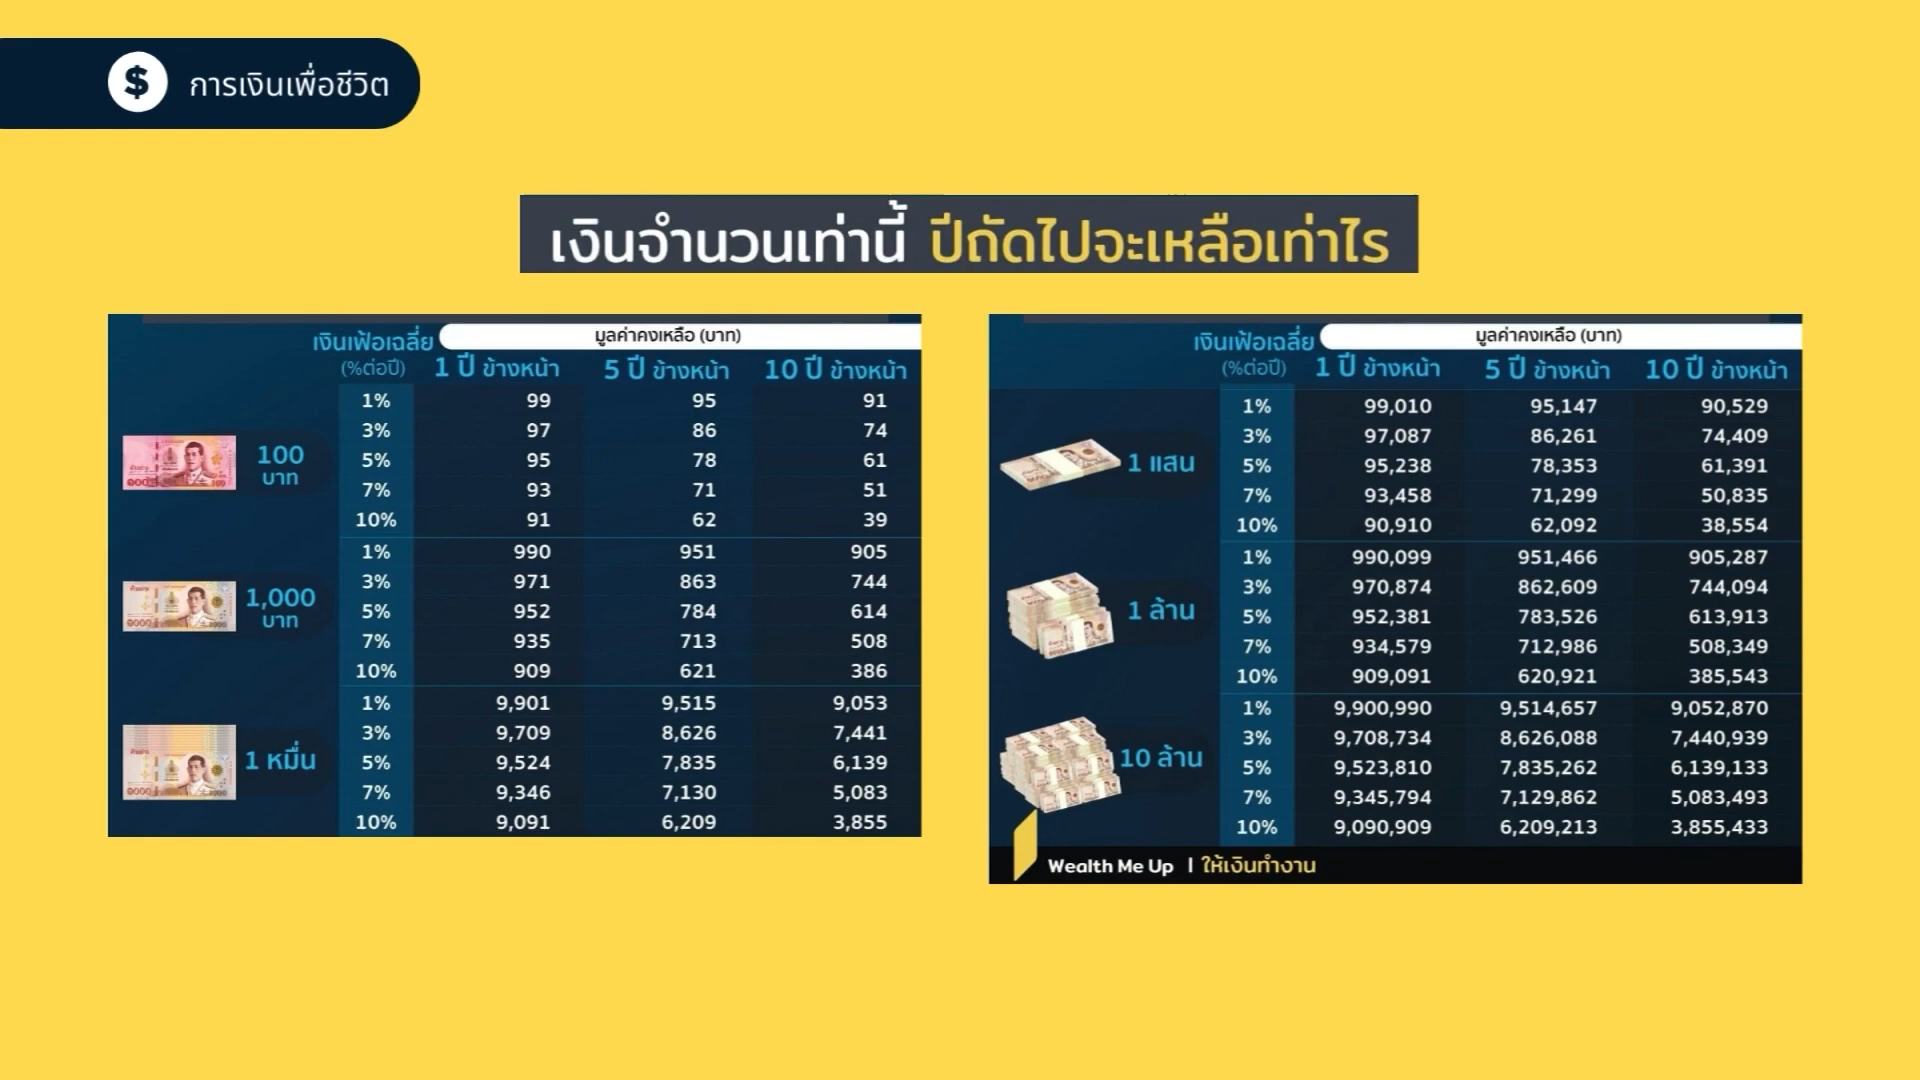 $ การเงินเพื่อชีวิต
เงินจำนวนเท่านี้ ปีถัดไปจะเหลือเท่าไร
เงินเฟ้อเฉลี่ย มูลค่าคงเหลือ (บาท)
(%ต่อปี) 1 ปี ข้างหน้า 5 ปี ข้างหน้า 10 ปี ข้างหน้า
100
บาท
1% 99 95 91
3% 97 86 74
5% 95 78 61
7% 93 71 51
10% 91 62 39
1,000
บาท
1% 990 951 905
3% 971 863 744
5% 952 784 614
7% 935 713 508
10% 909 621 386
1 หมื่น
1% 9,901 9,515 9,053
3% 9,709 8,626 7,441
5% 9,524 7,835 6,139
7% 9,346 7,130 5,083
10% 9,091 6,209 3,855
เงินเฟ้อเฉลี่ย มูลค่าคงเหลือ (บาท)
(%ต่อปี) 1 ปี ข้างหน้า 5 ปี ข้างหน้า 10 ปี ข้างหน้า
1 แสน
1% 99,010 95,147 90,529
3% 97,087 86,261 74,409
5% 95,238 78,353 61,391
7% 93,458 71,299 50,835
10% 90,910 62,092 38,554
1 ล้าน
1% 990,099 951,466 905,287
3% 970,874 862,609 744,094
5% 952,381 783,526 613,913
7% 934,579 712,986 508,349
10% 909,091 620,921 385,543
10 ล้าน
1% 9,900,990 9,514,657 9,052,870
3% 9,708,734 8,626,088 7,440,939
5% 9,523,810 7,835,262 6,139,133
7% 9,345,794 7,129,862 5,083,493
10% 9,090,909 6,209,213 3,855,433
Wealth Me Up | ให้เงินทำงาน